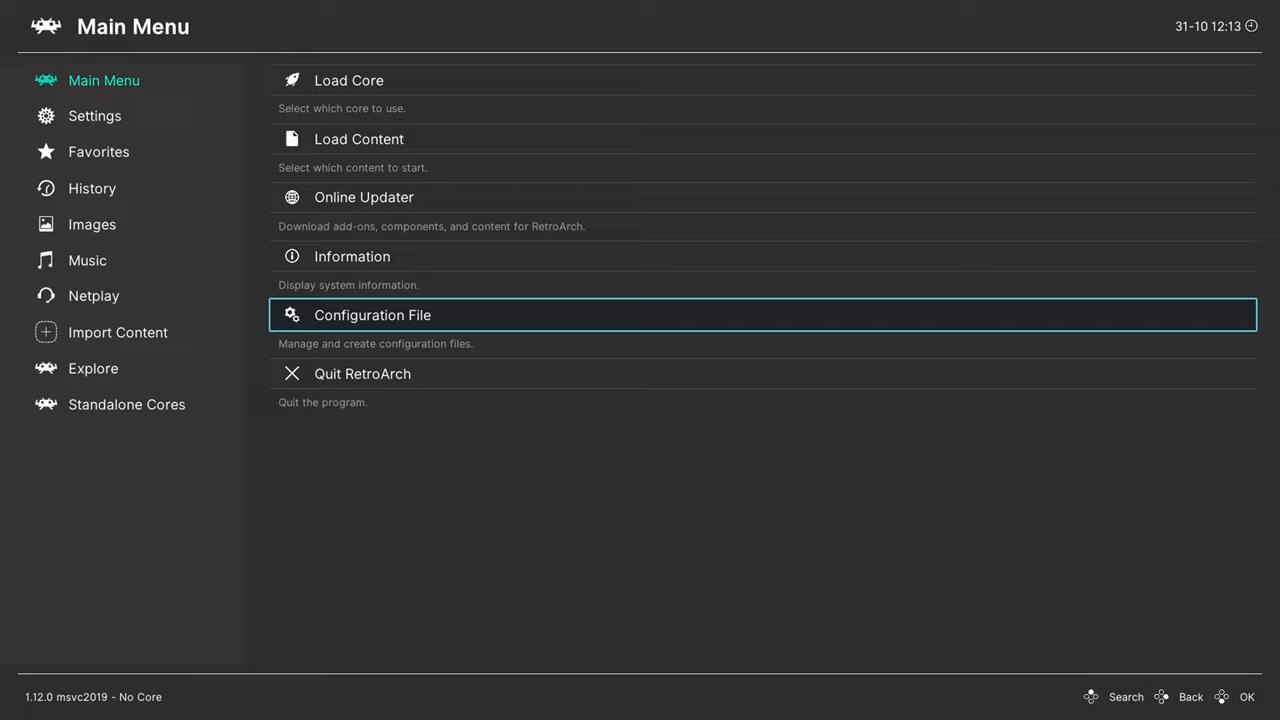 Main Menu
31-10 12:13
Main Menu
Settings
Favorites
History
Images
Music
Netplay
Import Content
Explore
Standalone Cores
Load Core
Select which core to use.
Load Content
Select which content to start.
Online Updater
Download add-ons, components, and content for RetroArch.
Information
Display system information.
Configuration File
Manage and create configuration files.
Quit RetroArch
Quit the program.
1.12.0 msvc2019 - No Core
Search Back OK